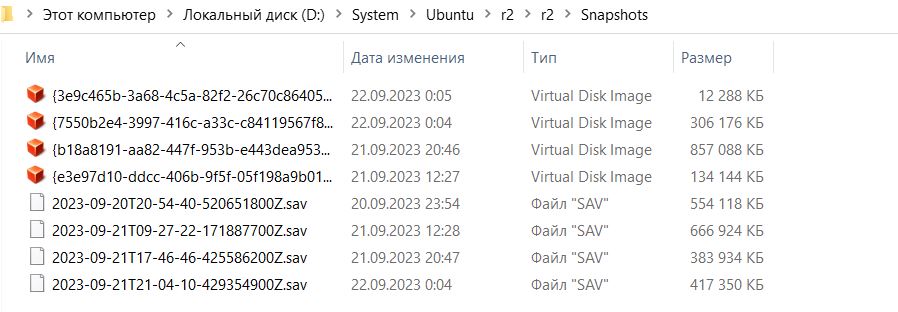 Этот компьютер > Локальный диск (D:) > System > Ubuntu > r2 > r2 > Snapshots
Имя Дата изменения Тип Размер
{3e9c465b-3a68-4c5a-82f2-26c70c86405... 22.09.2023 0:05 Virtual Disk Image 12 288 КБ
{7550b2e4-3997-416c-a33c-c84119567f8... 22.09.2023 0:04 Virtual Disk Image 306 176 КБ
{b18a8191-aa82-447f-953b-e443dea953... 21.09.2023 20:46 Virtual Disk Image 857 088 КБ
{e3e97d10-ddcc-406b-9f5f-05f198a9b01... 21.09.2023 12:27 Virtual Disk Image 134 144 КБ
2023-09-20T20-54-40-520651800Z.sav 20.09.2023 23:54 Файл "SAV" 554 118 КБ
2023-09-21T09-27-22-171887700Z.sav 21.09.2023 12:28 Файл "SAV" 666 924 КБ
2023-09-21T17-46-46-425586200Z.sav 21.09.2023 20:47 Файл "SAV" 383 934 КБ
2023-09-21T21-04-10-429354900Z.sav 22.09.2023 0:04 Файл "SAV" 417 350 КБ